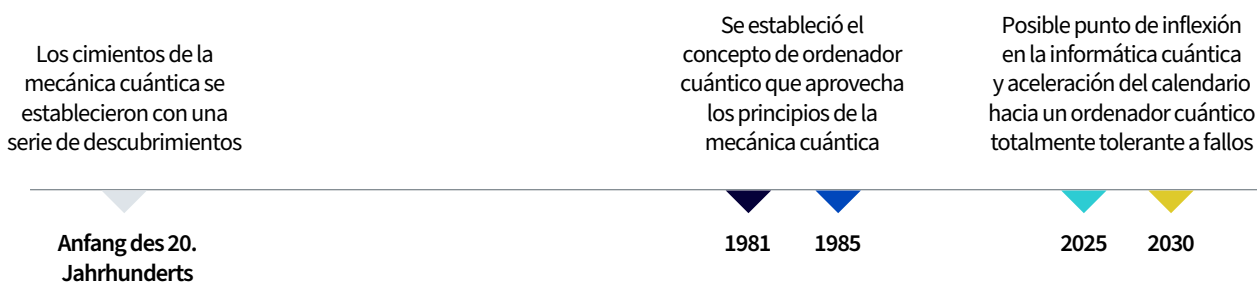 Los cimientos de la
mecánica cuántica se
establecieron con una
serie de descubrimientos
Se estableció el
concepto de ordenador
cuántico que aprovecha
los principios de la
mecánica cuántica
Posible punto de inflexión
en la informática cuántica
y aceleración del calendario
hacia un ordenador cuántico
totalmente tolerante a fallos
Anfang des 20.
Jahrhunderts
1981
1985
2025
2030